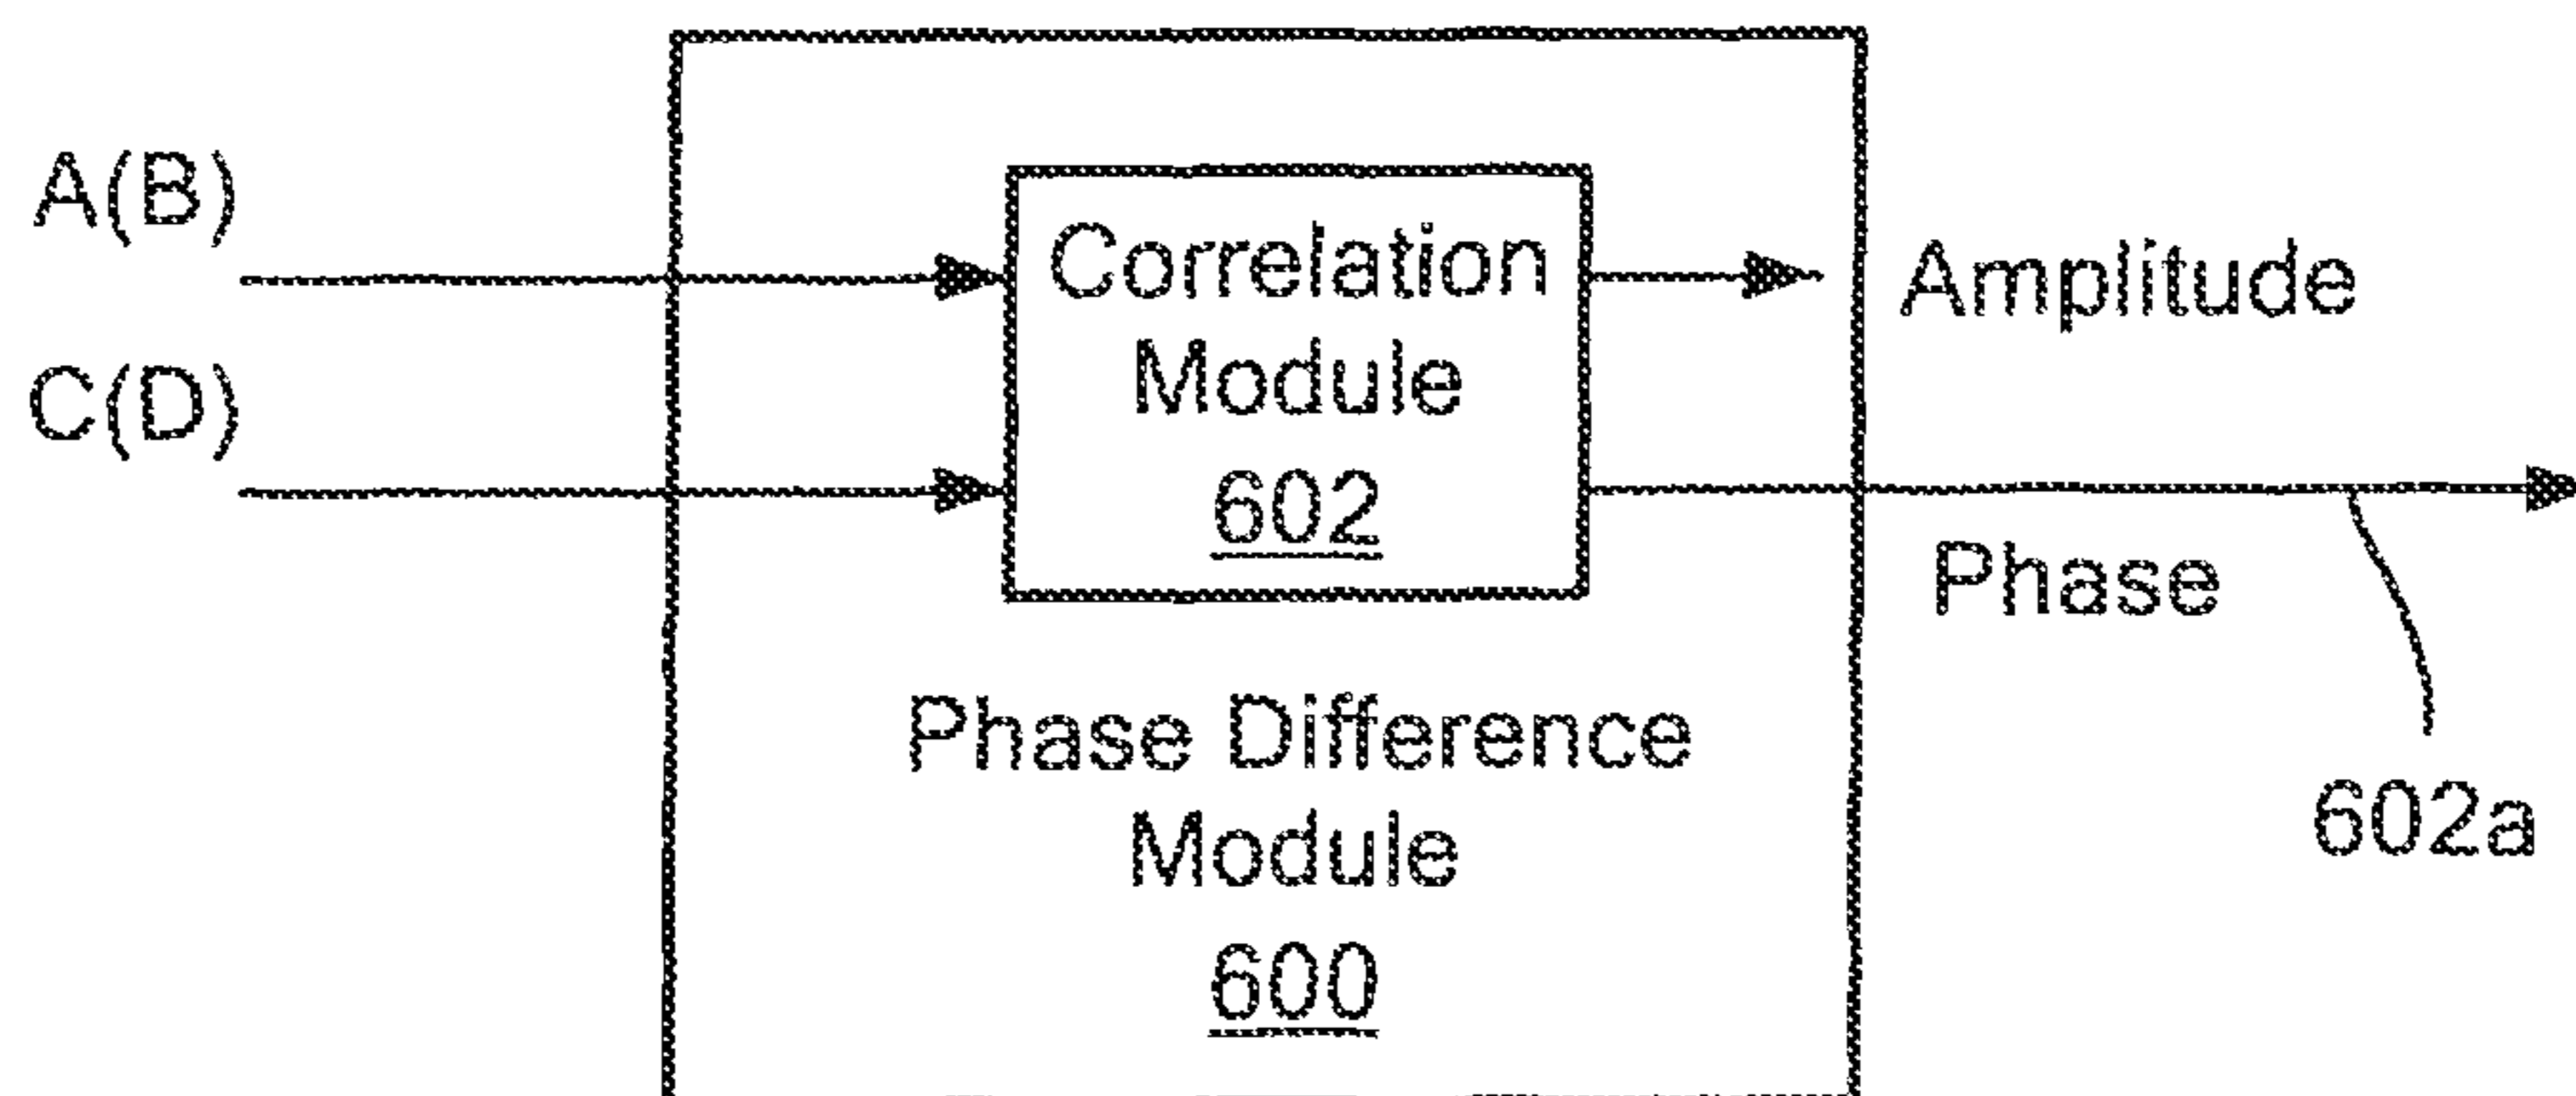 A(B)
C(D)
Correlation
Module
602
Amplitude
Phase
Phase Difference
Module
600
602a